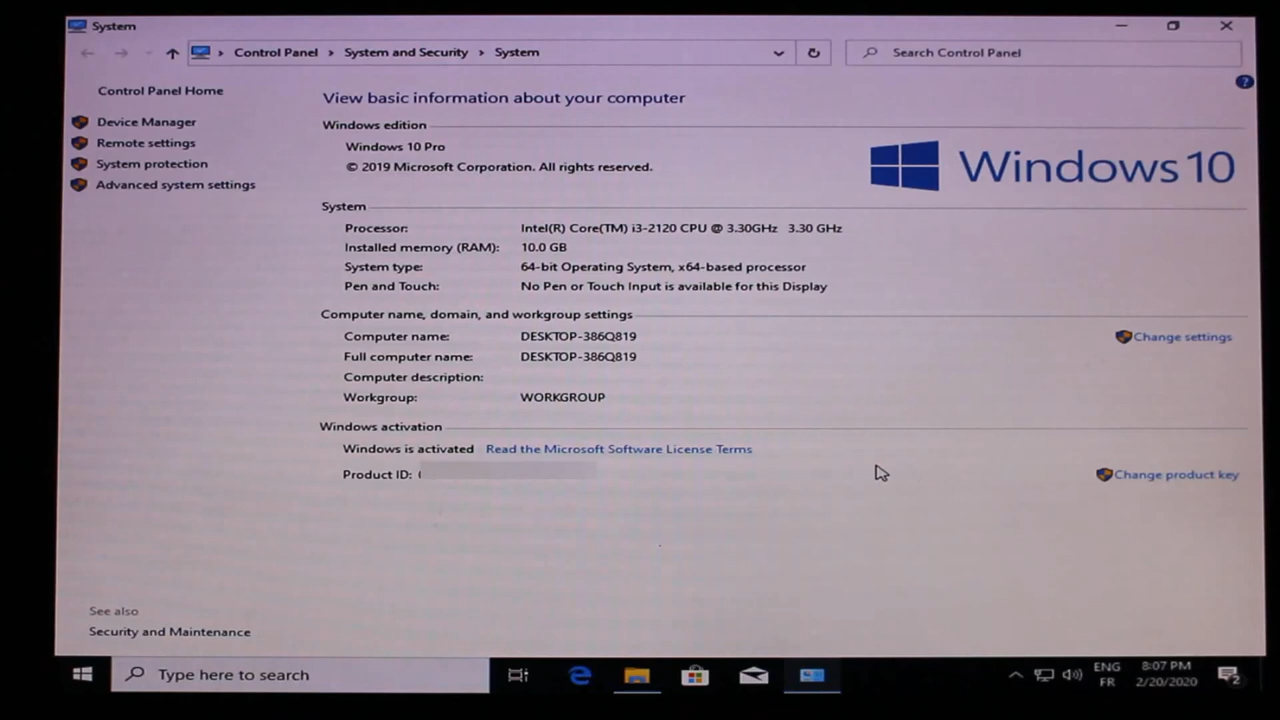 System
Control Panel › System and Security › System
Search Control Panel
Control Panel Home
Device Manager
Remote settings
System protection
Advanced system settings
View basic information about your computer
Windows edition
Windows 10 Pro
© 2019 Microsoft Corporation. All rights reserved.
Windows 10
System
Processor: Intel(R) Core(TM) i3-2120 CPU @ 3.30GHz 3.30 GHz
Installed memory (RAM): 10.0 GB
System type: 64-bit Operating System, x64-based processor
Pen and Touch: No Pen or Touch Input is available for this Display
Computer name, domain, and workgroup settings
Computer name: DESKTOP-386Q819
Change settings
Full computer name: DESKTOP-386Q819
Computer description:
Workgroup: WORKGROUP
Windows activation
Windows is activated Read the Microsoft Software License Terms
Product ID:
Change product key
See also
Security and Maintenance
Type here to search
ENG
FR
8:07 PM
2/20/2020
2